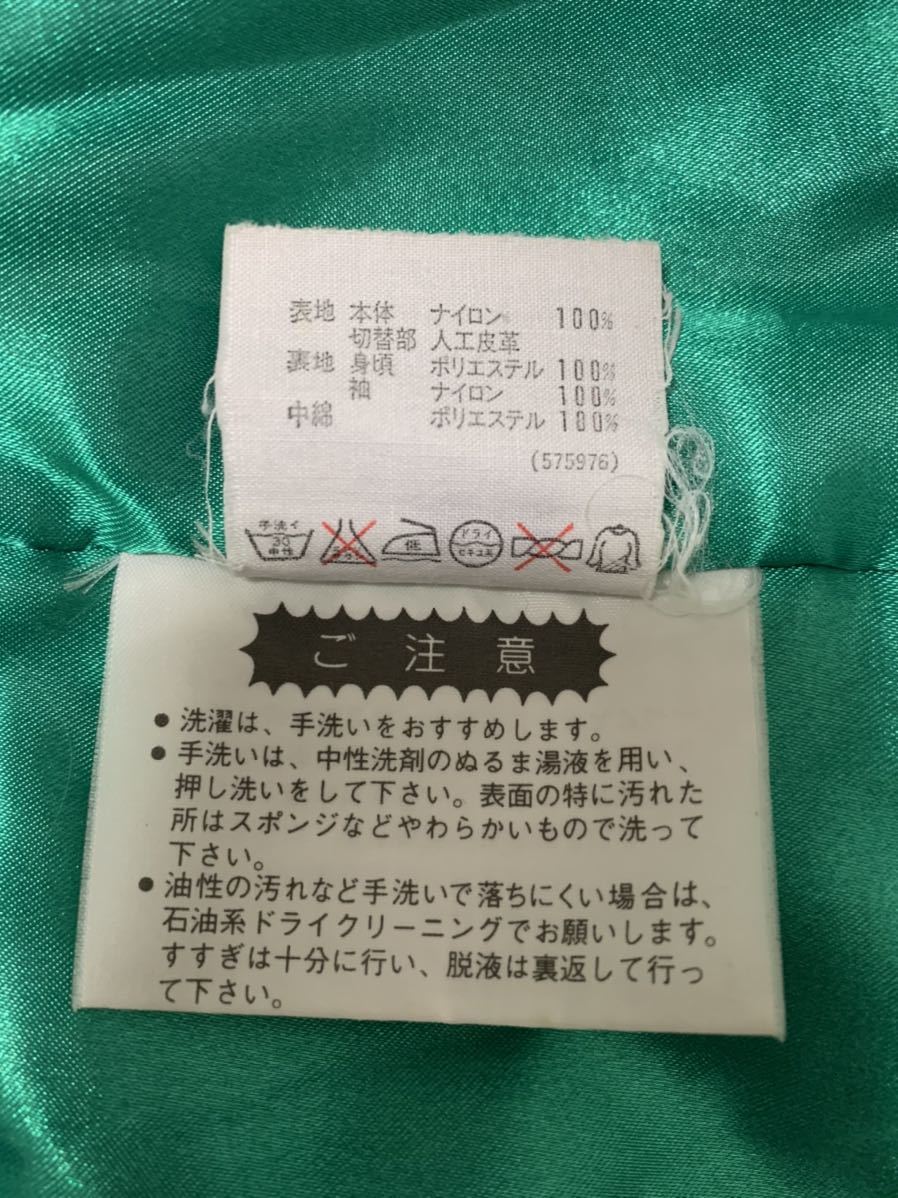 表地 本体 ナイロン 100%
切替部 人工皮革
裏地 身頃 ポリエステル 100%
袖 ナイロン 100%
中綿 ポリエステル 100%
(575976)
手洗イ 30 中性 低 ドライ セキユ系
ご注意
● 洗濯は、手洗いをおすすめします。
● 手洗いは、中性洗剤のぬるま湯液を用い、
押し洗いをして下さい。表面の特に汚れた
所はスポンジなどやわらかいもので洗って
下さい。
● 油性の汚れなど手洗いで落ちにくい場合は、
石油系ドライクリーニングでお願いします。
すすぎは十分に行い、脱液は裏返して行っ
て下さい。